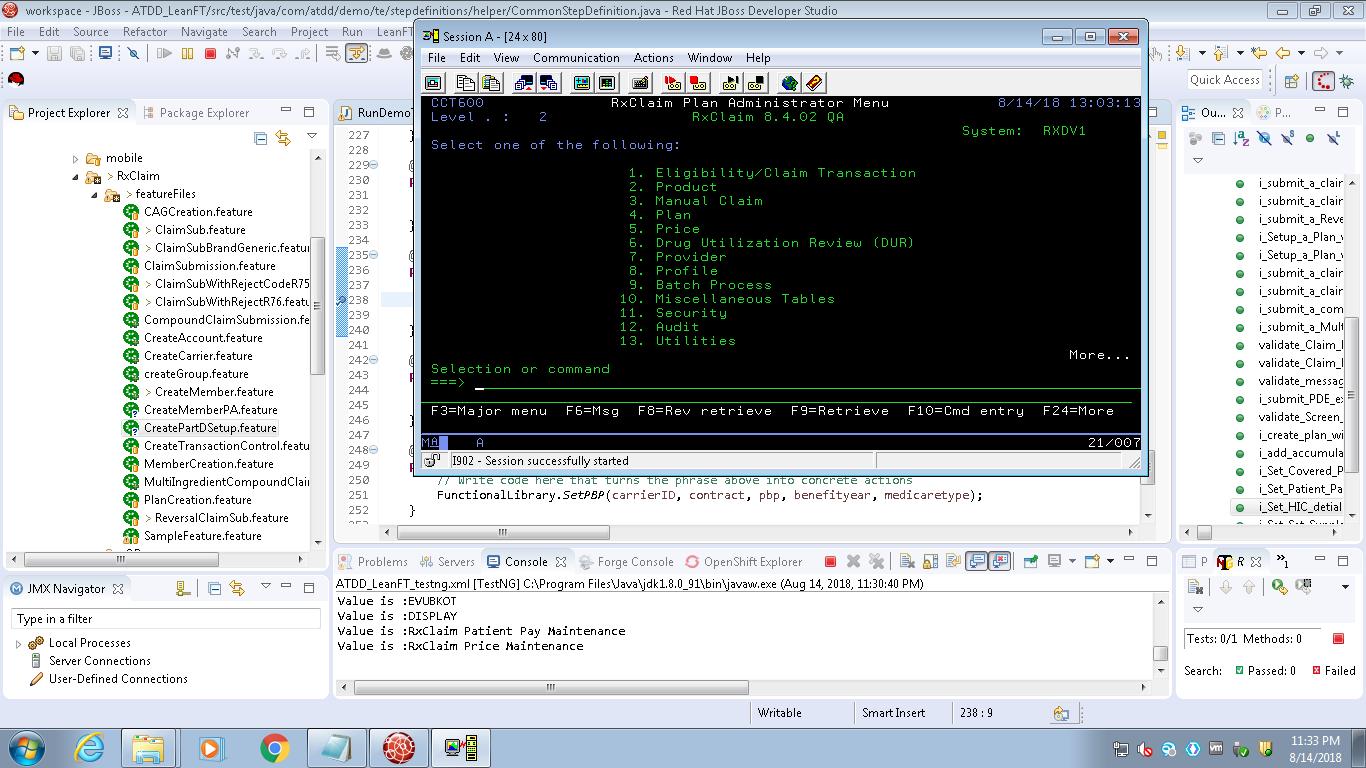 workspace - JBoss - ATDD_LeanFT/src/test/java/com/atdd/demo/te/stepdefinitions/helper/CommonStepDefinition.java - Red Hat JBoss Developer Studio
File Edit Source Refactor Navigate Search Project Run LeanFT
Quick Access
Project Explorer
Package Explorer
mobile
> RxClaim
> featureFiles
CAGCreation.feature
> ClaimSub.feature
> ClaimSubBrandGeneric.featur
ClaimSubmission.feature
> ClaimSubWithRejectCodeR75
> ClaimSubWithRejectR76.featu
CompoundClaimSubmission.fe
CreateAccount.feature
CreateCarrier.feature
createGroup.feature
> CreateMember.feature
CreateMemberPA.feature
CreatePartDSetup.feature
CreateTransactionControl.featur
MemberCreation.feature
MultiIngredientCompoundClai
PlanCreation.feature
> ReversalClaimSub.feature
SampleFeature.feature
JMX Navigator
Type in a filter
Local Processes
Server Connections
User-Defined Connections
RunDemoT
227
228
229
230
231
232
233
234
235
236
237
238
239
240
241
242
243
244
245
246
247
248
249
250
251
252
// Write code here that turns the phrase above into concrete actions
FunctionalLibrary.SetPBP(carrierID, contract, pbp, benefityear, medicaretype);
}
Session A - [24 x 80]
File Edit View Communication Actions Window Help
CCT600 RxClaim Plan Administrator Menu 8/14/18 13:03:13
Level . : 2 RxClaim 8.4.02 QA
System: RXDV1
Select one of the following:
1. Eligibility/Claim Transaction
2. Product
3. Manual Claim
4. Plan
5. Price
6. Drug Utilization Review (DUR)
7. Provider
8. Profile
9. Batch Process
10. Miscellaneous Tables
11. Security
12. Audit
13. Utilities
More...
Selection or command
===>
F3=Major menu F6=Msg F8=Rev retrieve F9=Retrieve F10=Cmd entry F24=More
MA A 21/007
I902 - Session successfully started
Problems Servers Console Forge Console OpenShift Explorer
ATDD_LeanFT_testng.xml [TestNG] C:\Program Files\Java\jdk1.8.0_91\bin\javaw.exe (Aug 14, 2018, 11:30:40 PM)
Value is :EVUBKOT
Value is :DISPLAY
Value is :RxClaim Patient Pay Maintenance
Value is :RxClaim Price Maintenance
Ou...
P...
i_submit_a_clain
i_submit_a_clain
i_submit_a_Reve
i_Setup_a_Plan_v
i_Setup_a_Plan_v
i_submit_a_clain
i_submit_a_clain
i_submit_a_com
i_submit_a_Mult
validate_Claim_l
validate_Claim_F
validate_messag
i_submit_PDE_ex
validate_Screen_
i_create_plan_wi
i_add_accumula
i_Set_Covered_P
i_Set_Patient_Pa
i_Set_HIC_detial
P
R
»1
Tests: 0/1 Methods: 0
Search: Passed: 0 Failed
Writable
Smart Insert
238 : 9
11:33 PM
8/14/2018